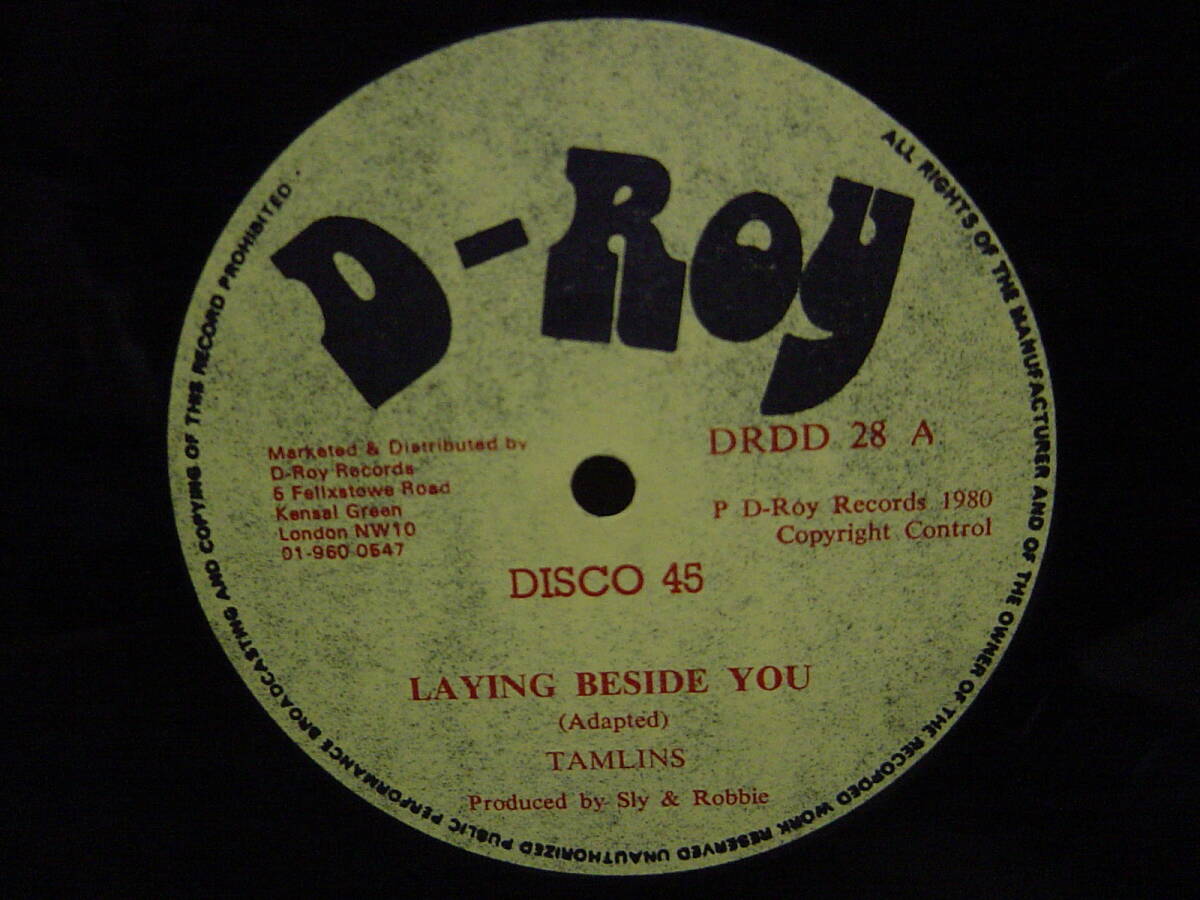 D-Roy
DRDD 28 A
Marketed & Distributed by
D-Roy Records
5 Felixstowe Road
Kensal Green
London NW10
01-960 0547
P D-Roy Records 1980
Copyright Control
DISCO 45
LAYING BESIDE YOU
(Adapted)
TAMLINS
Produced by Sly & Robbie
ALL RIGHTS OF THE MANUFACTURER AND OF THE OWNER OF THE RECOPDED WORK RESERVED UNAUTHORIZED PUBLIC PERFORMANCE BROADCASTING AND COPYING OF THIS RECORD PROHIBITED